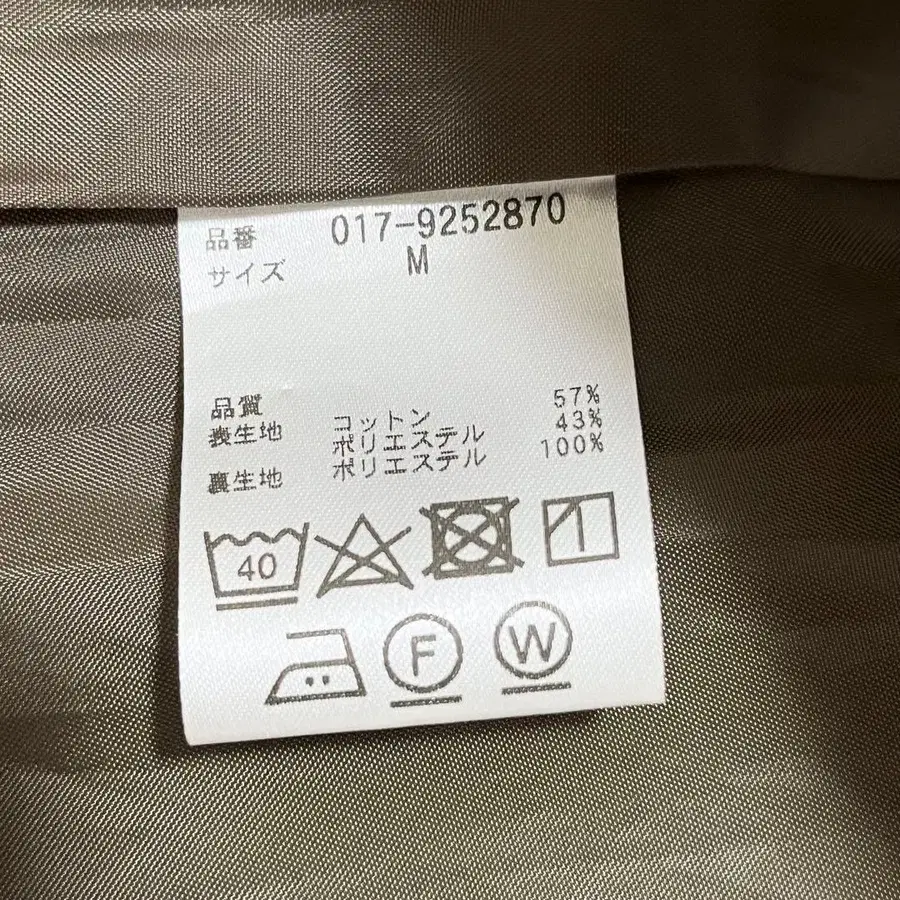 品番 017-9252870
サイズ M
品質
表生地 コットン 57%
ポリエステル 43%
裏生地 ポリエステル 100%
40
F W